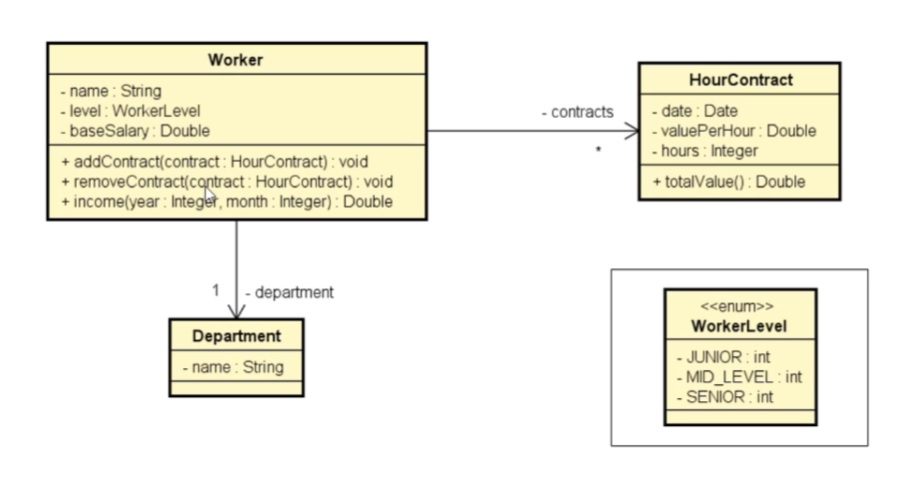 Worker
- name : String
- level : WorkerLevel
- baseSalary : Double
+ addContract(contract : HourContract) : void
+ removeContract(contract : HourContract) : void
+ income(year : Integer, month : Integer) : Double
- contracts
*
HourContract
- date : Date
- valuePerHour : Double
- hours : Integer
+ totalValue() : Double
1
- department
Department
- name : String
<<enum>>
WorkerLevel
- JUNIOR : int
- MID_LEVEL : int
- SENIOR : int